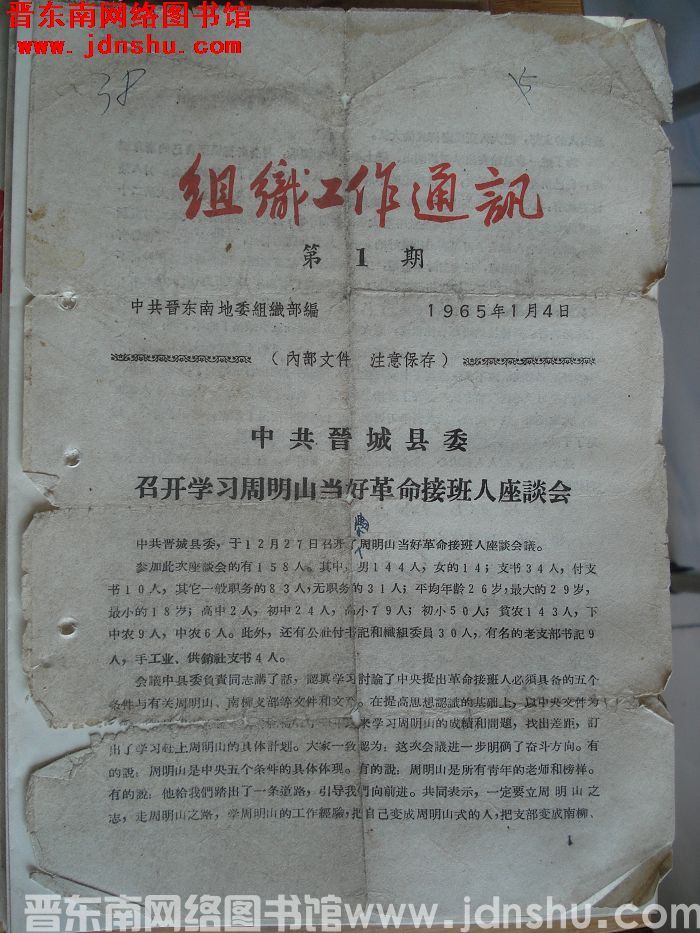 晋东南网络图书馆
www.jdnshu.com
38
组織工作通訊
第1期
中共晉东南地委組織部編 1965年1月4日
（內部文件 注意保存）
中共晉城县委
召开学习周明山当好革命接班人座談会
中共晉城县委，于12月27日召开了周明山当好革命接班人座談会議。
参加此次座談会的有158人。其中，男144人，女的14；支书34人，付支
书10人，其它一般职务的83人，无职务的31人；平均年龄26岁，最大的29岁，
最小的18岁；高中2人，初中24人，高小79人；初小50人；貧农143人，下
中农9人，中农6人。此外，还有公社付书記和織組委員30人，有名的老支部书記9
人，手工业、供銷社支书4人。
会議中县委負責同志講了話，認眞学习討論了中央提出革命接班人必須具备的五个
条件与有关周明山、南柳支部等文件和文 。在提高思想認識的基础上，以中央文件为
来学习周明山的成績和問題，找出差距，訂
出了学习赶上周明山的具体計划。大家一致認为：这次会議进一步明确了奋斗方向。有
的說：周明山是中央五个条件的具体体现。有的說：周明山是所有青年的老师和榜样。
有的說：他給我們踏出了一条道路，引导我們向前进。共同表示，一定要立周明山之
志，走周明山之路，学周明山的工作經驗，把自己变成周明山式的人，把支部变成南柳、
1
晋东南网络图书馆www.jdnshu.com